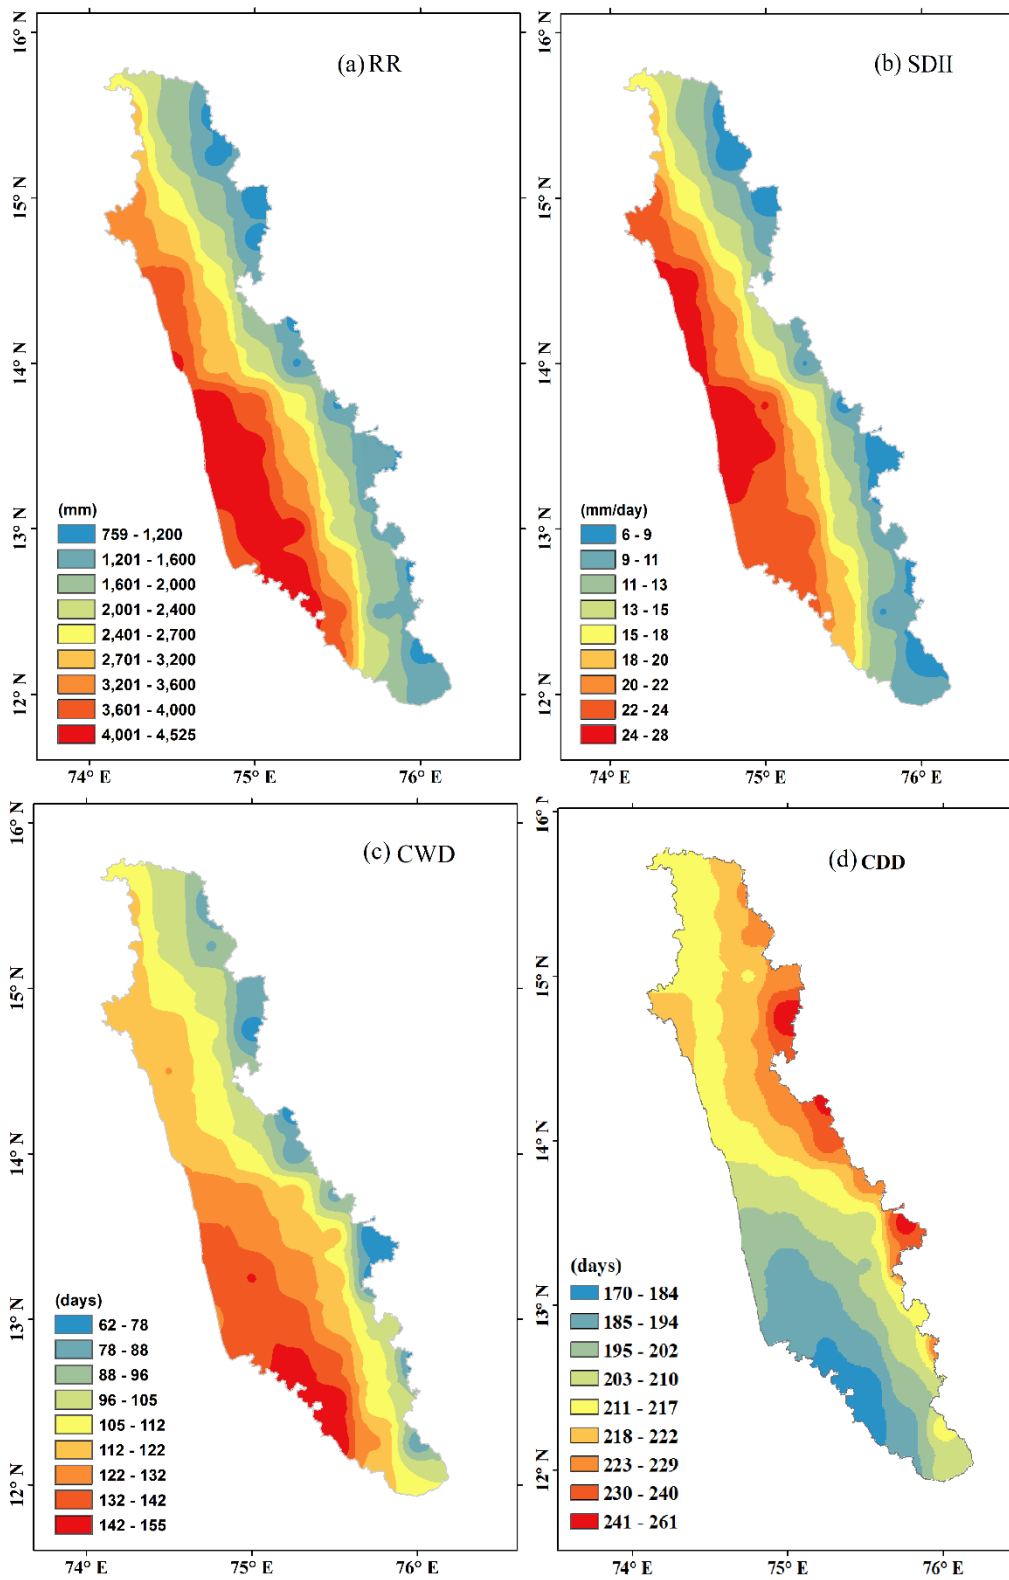 (a) RR
16° N
15° N
14° N
13° N
12° N
(mm)
759 - 1,200
1,201 - 1,600
1,601 - 2,000
2,001 - 2,400
2,401 - 2,700
2,701 - 3,200
3,201 - 3,600
3,601 - 4,000
4,001 - 4,525
74° E
75° E
76° E
(b) SDII
16° N
15° N
14° N
13° N
12° N
(mm/day)
6 - 9
9 - 11
11 - 13
13 - 15
15 - 18
18 - 20
20 - 22
22 - 24
24 - 28
74° E
75° E
76° E
(c) CWD
16° N
15° N
14° N
13° N
12° N
(days)
62 - 78
78 - 88
88 - 96
96 - 105
105 - 112
112 - 122
122 - 132
132 - 142
142 - 155
74° E
75° E
76° E
(d) CDD
16° N
15° N
14° N
13° N
12° N
(days)
170 - 184
185 - 194
195 - 202
203 - 210
211 - 217
218 - 222
223 - 229
230 - 240
241 - 261
74° E
75° E
76° E